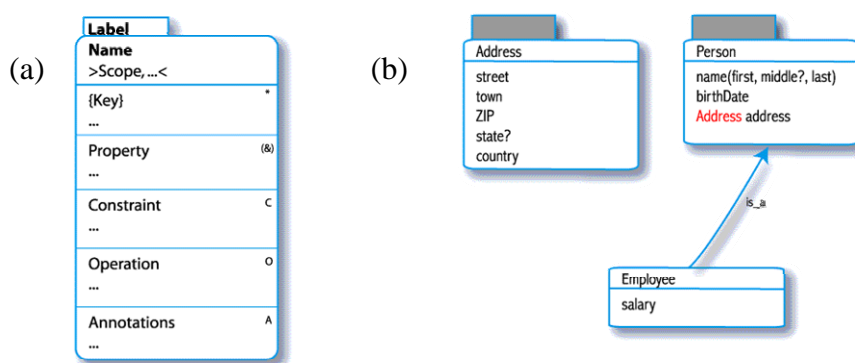 (a)
Label
Name
>Scope, ...<
{Key} *
...
Property (&)
...
Constraint C
...
Operation O
...
Annotations A
...
(b)
Address
street
town
ZIP
state?
country
Person
name(first, middle?, last)
birthDate
Address address
is_a
Employee
salary